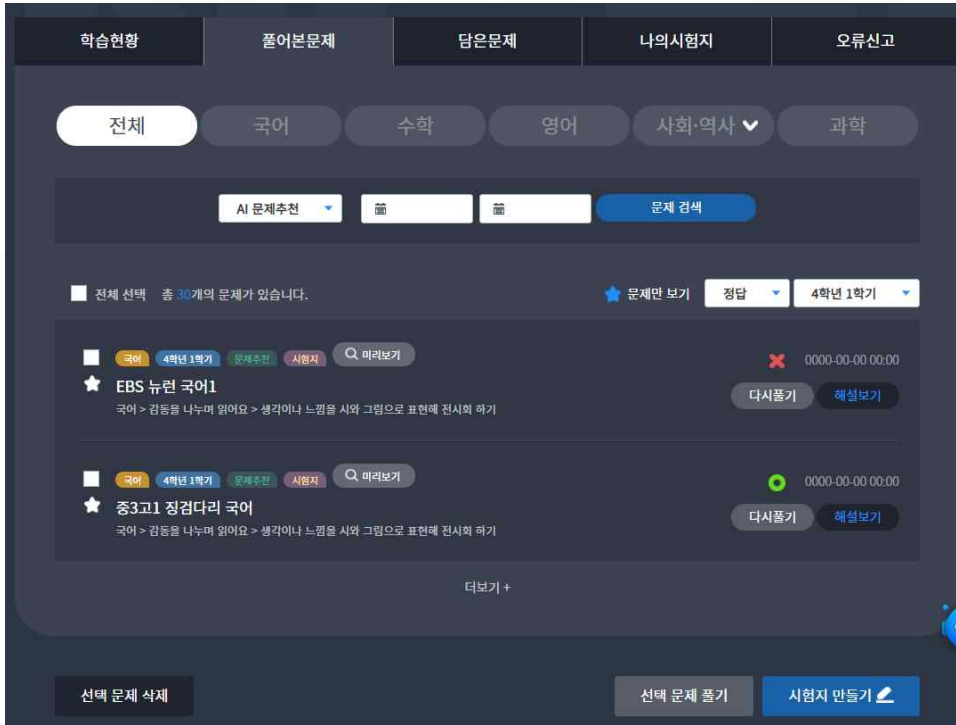 학습현황 풀어본문제 담은문제 나의시험지 오류신고
전체 국어 수학 영어 사회·역사 과학
AI 문제추천 문제 검색
전체 선택 총 30개의 문제가 있습니다. 문제만 보기 정답 4학년 1학기
국어 4학년 1학기 문제추천 시험지 미리보기 0000-00-00 00:00
EBS 뉴런 국어1 다시풀기 해설보기
국어 > 감동을 나누며 읽어요 > 생각이나 느낌을 시와 그림으로 표현해 전시회 하기
국어 4학년 1학기 문제추천 시험지 미리보기 0000-00-00 00:00
중3고1 징검다리 국어 다시풀기 해설보기
국어 > 감동을 나누며 읽어요 > 생각이나 느낌을 시와 그림으로 표현해 전시회 하기
더보기 +
선택 문제 삭제 선택 문제 풀기 시험지 만들기